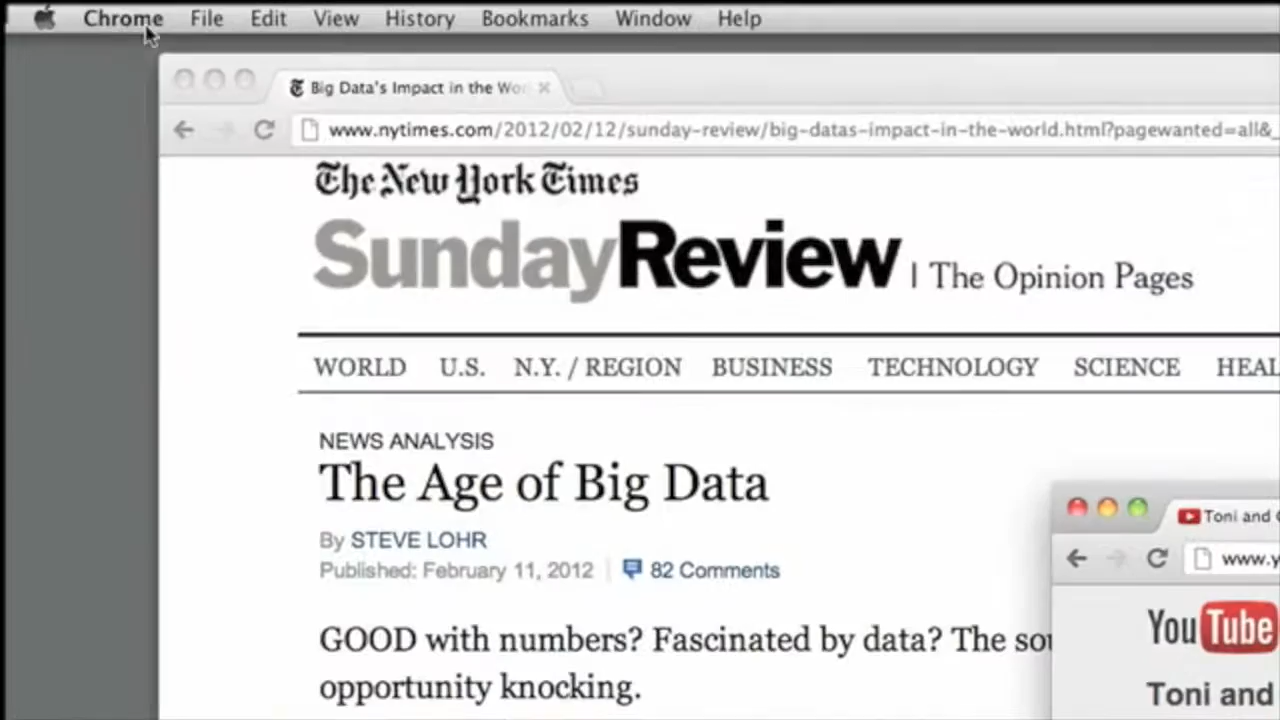 Chrome File Edit View History Bookmarks Window Help
Big Data's Impact in the Wo
www.nytimes.com/2012/02/12/sunday-review/big-datas-impact-in-the-world.html?pagewanted=all&_
The New York Times
SundayReview | The Opinion Pages
WORLD U.S. N.Y. / REGION BUSINESS TECHNOLOGY SCIENCE HEAL
NEWS ANALYSIS
The Age of Big Data
By STEVE LOHR
Published: February 11, 2012 | 82 Comments
GOOD with numbers? Fascinated by data? The sou
opportunity knocking.
Toni and
www.y
YouTube
Toni and